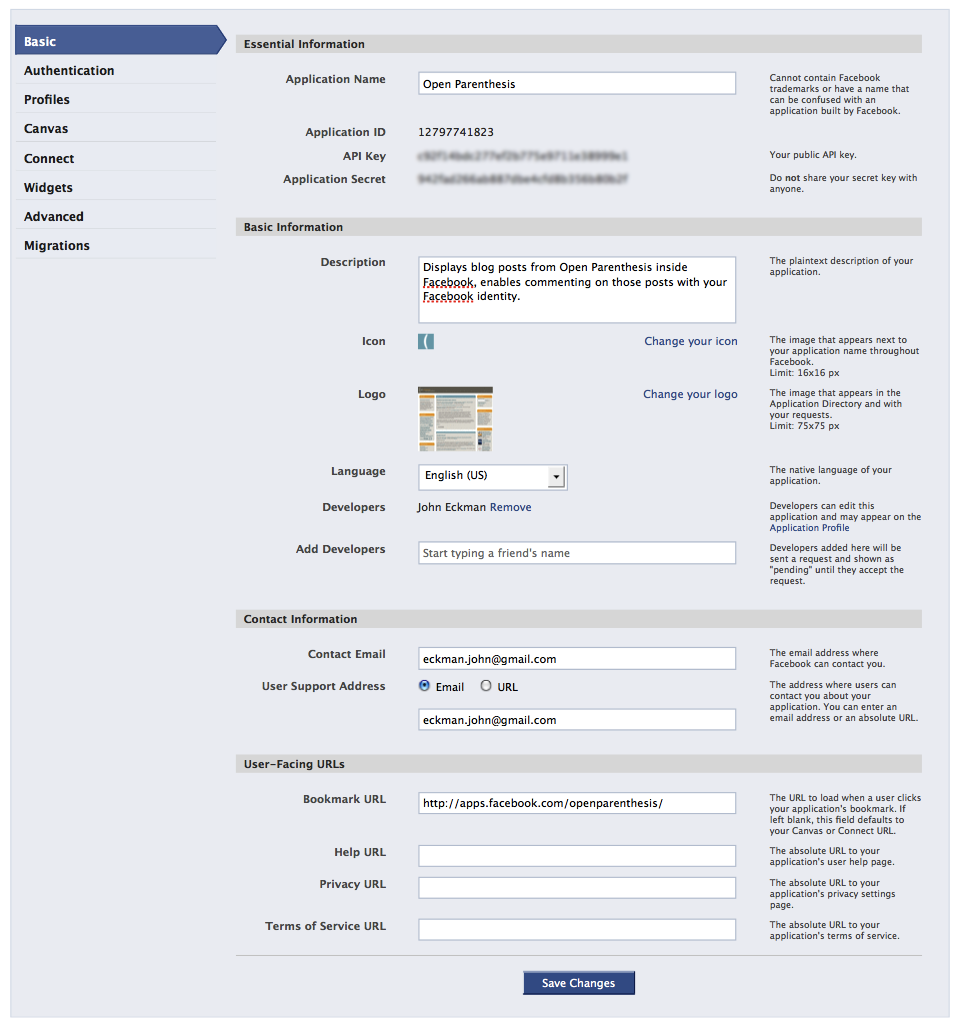 Basic
Authentication
Profiles
Canvas
Connect
Widgets
Advanced
Migrations
Essential Information
Application Name
Open Parenthesis
Cannot contain Facebook
trademarks or have a name that
can be confused with an
application built by Facebook.
Application ID
12797741823
API Key
Your public API key.
Application Secret
Do not share your secret key with
anyone.
Basic Information
Description
Displays blog posts from Open Parenthesis inside
Facebook, enables commenting on those posts with your
Facebook identity.
The plaintext description of your
application.
Icon
(
Change your icon
The image that appears next to
your application name throughout
Facebook.
Limit: 16x16 px
Logo
Change your logo
The image that appears in the
Application Directory and with
your requests.
Limit: 75x75 px
Language
English (US)
The native language of your
application.
Developers
John Eckman Remove
Developers can edit this
application and may appear on the
Application Profile
Add Developers
Start typing a friend's name
Developers added here will be
sent a request and shown as
"pending" until they accept the
request.
Contact Information
Contact Email
eckman.john@gmail.com
The email address where
Facebook can contact you.
User Support Address
Email URL
eckman.john@gmail.com
The address where users can
contact you about your
application. You can enter an
email address or an absolute URL.
User-Facing URLs
Bookmark URL
http://apps.facebook.com/openparenthesis/
The URL to load when a user clicks
your application's bookmark. If
left blank, this field defaults to
your Canvas or Connect URL.
Help URL
The absolute URL to your
application's user help page.
Privacy URL
The absolute URL to your
application's privacy settings
page.
Terms of Service URL
The absolute URL to your
application's terms of service.
Save Changes